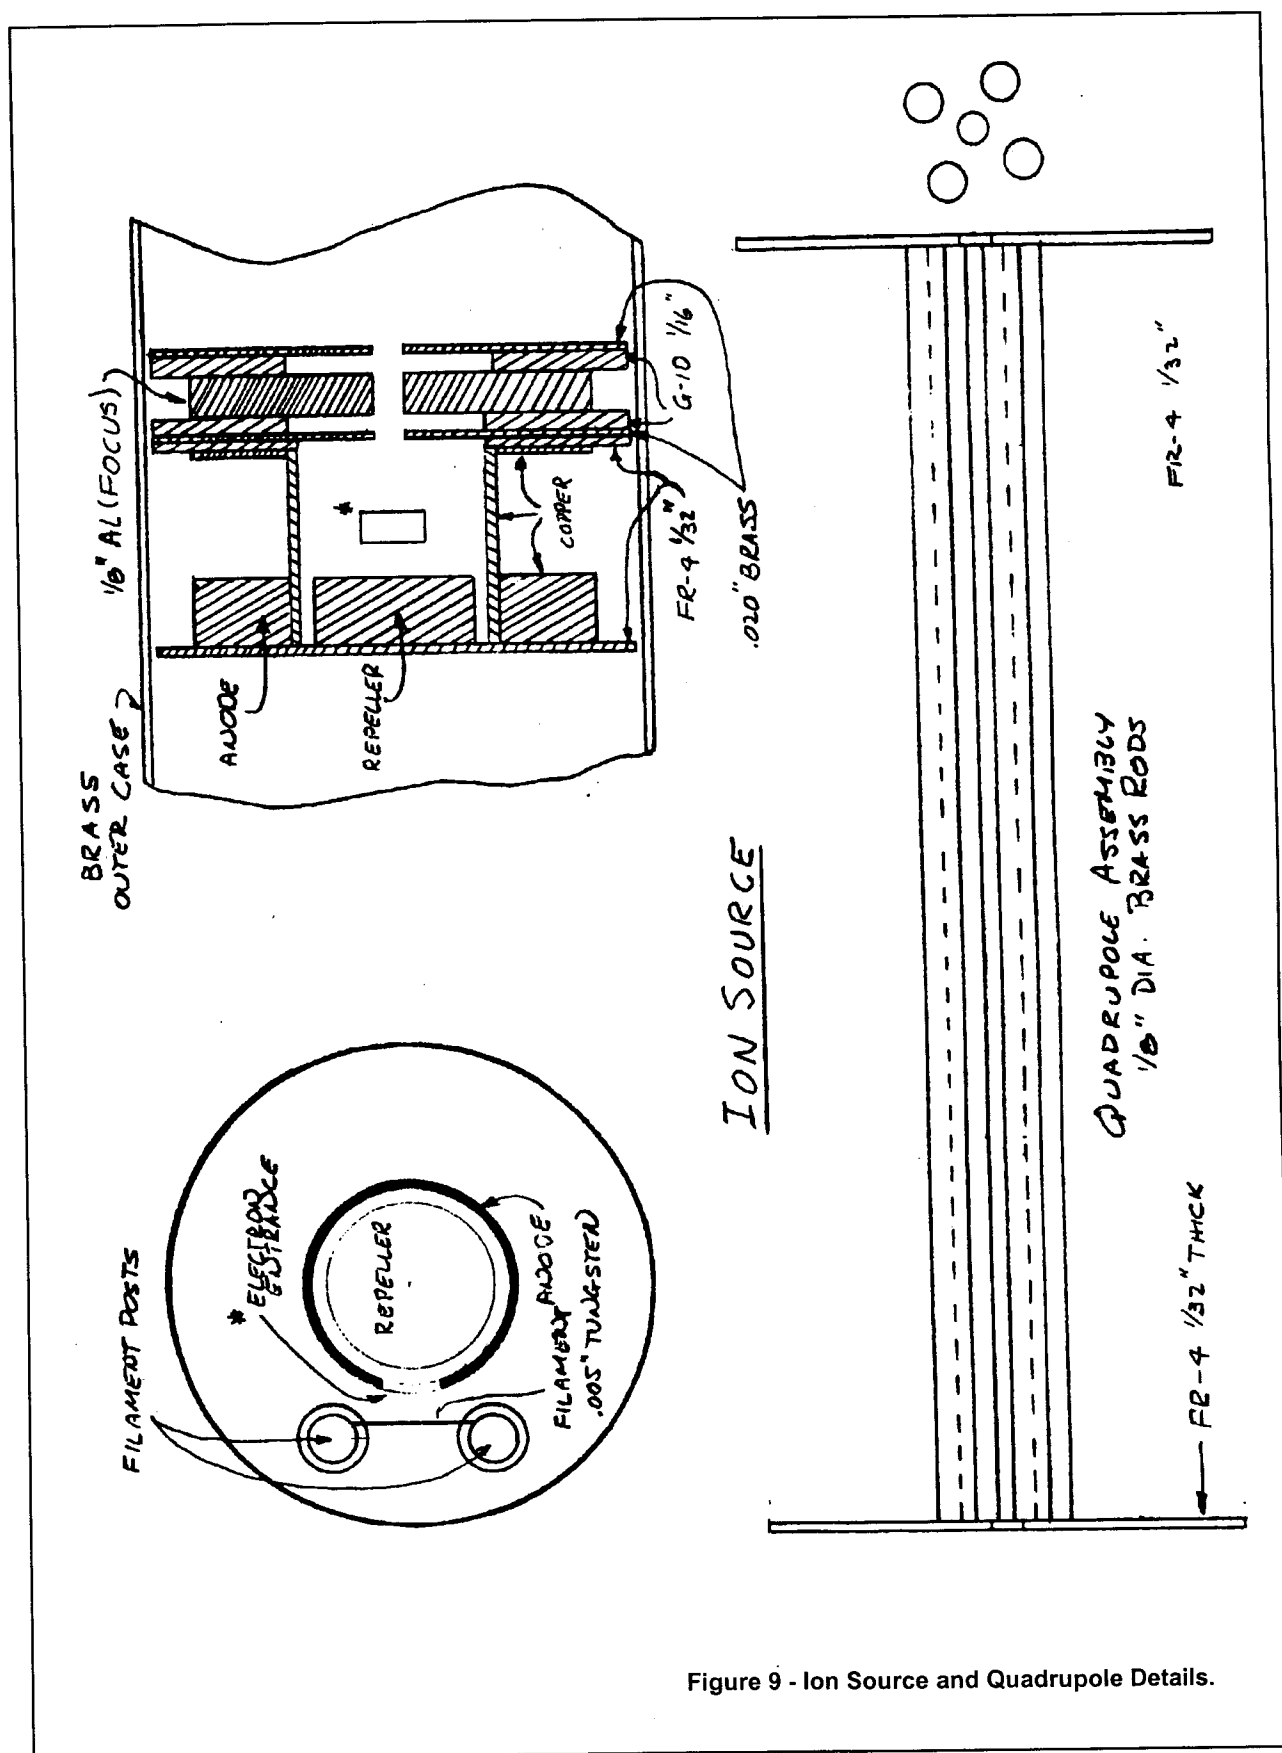 BRASS
OUTER CASE
1/8" AL (FOCUS)
ANODE
REPELLER
*
COPPER
FR-4 1/32"
.020" BRASS
G-10 1/16"
FILAMENT POSTS
* ELECTRON
ENTRANCE
REPELLER
ANODE
FILAMENT
.005" TUNGSTEN
ION SOURCE
QUADRUPOLE ASSEMBLY
1/8" DIA. BRASS RODS
FR-4 1/32" THICK
FR-4 1/32"
Figure 9 - Ion Source and Quadrupole Details.